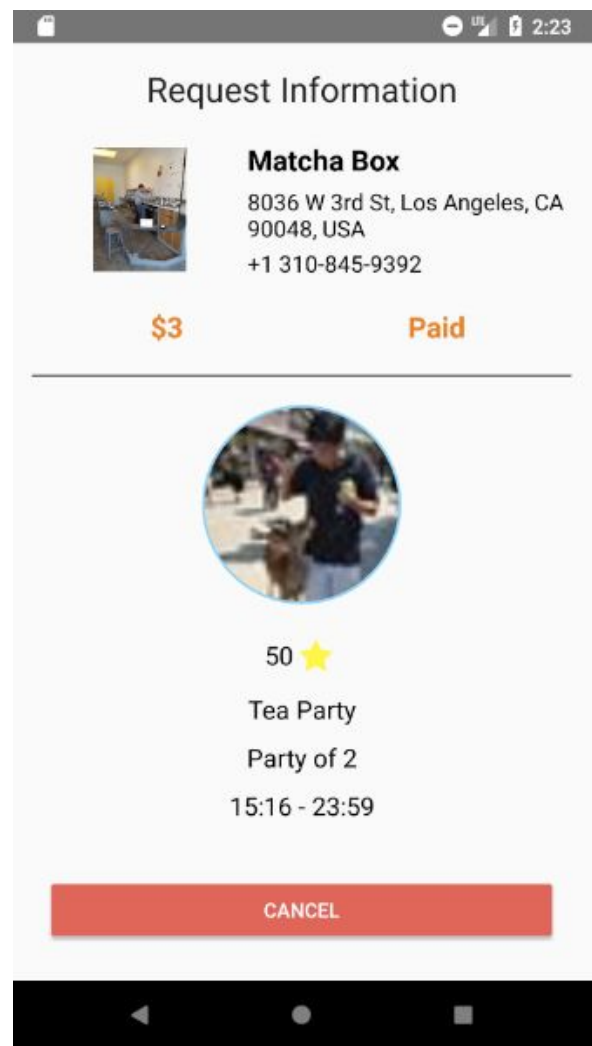 2:23
Request Information
Matcha Box
8036 W 3rd St, Los Angeles, CA
90048, USA
+1 310-845-9392
$3 Paid
50
Tea Party
Party of 2
15:16 - 23:59
CANCEL